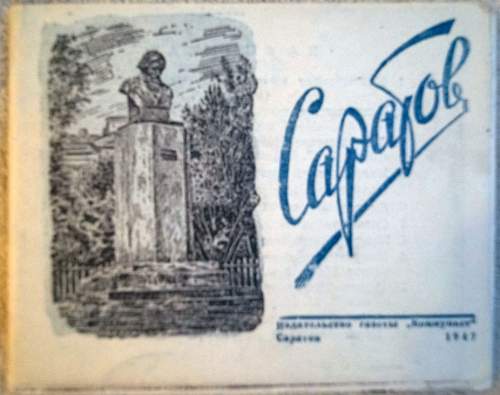 Саратов
Издательство газеты „Коммунист“
Саратов 1947